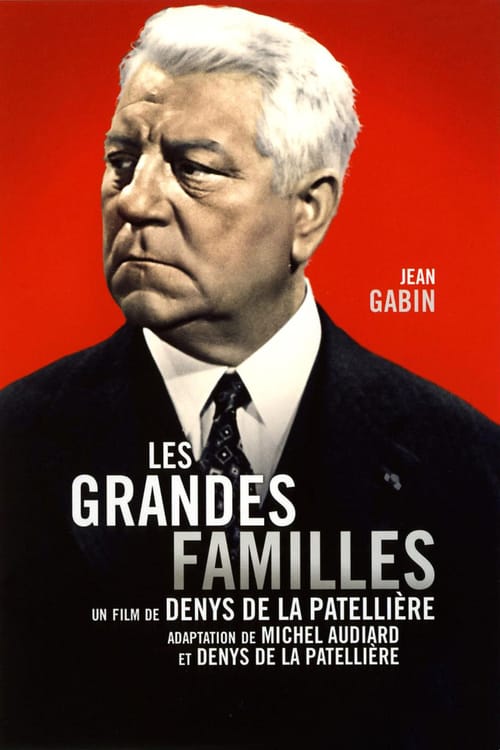 JEAN
GABIN
LES
GRANDES
FAMILLES
UN FILM DE DENYS DE LA PATELLIÈRE
ADAPTATION DE MICHEL AUDIARD
ET DENYS DE LA PATELLIÈRE